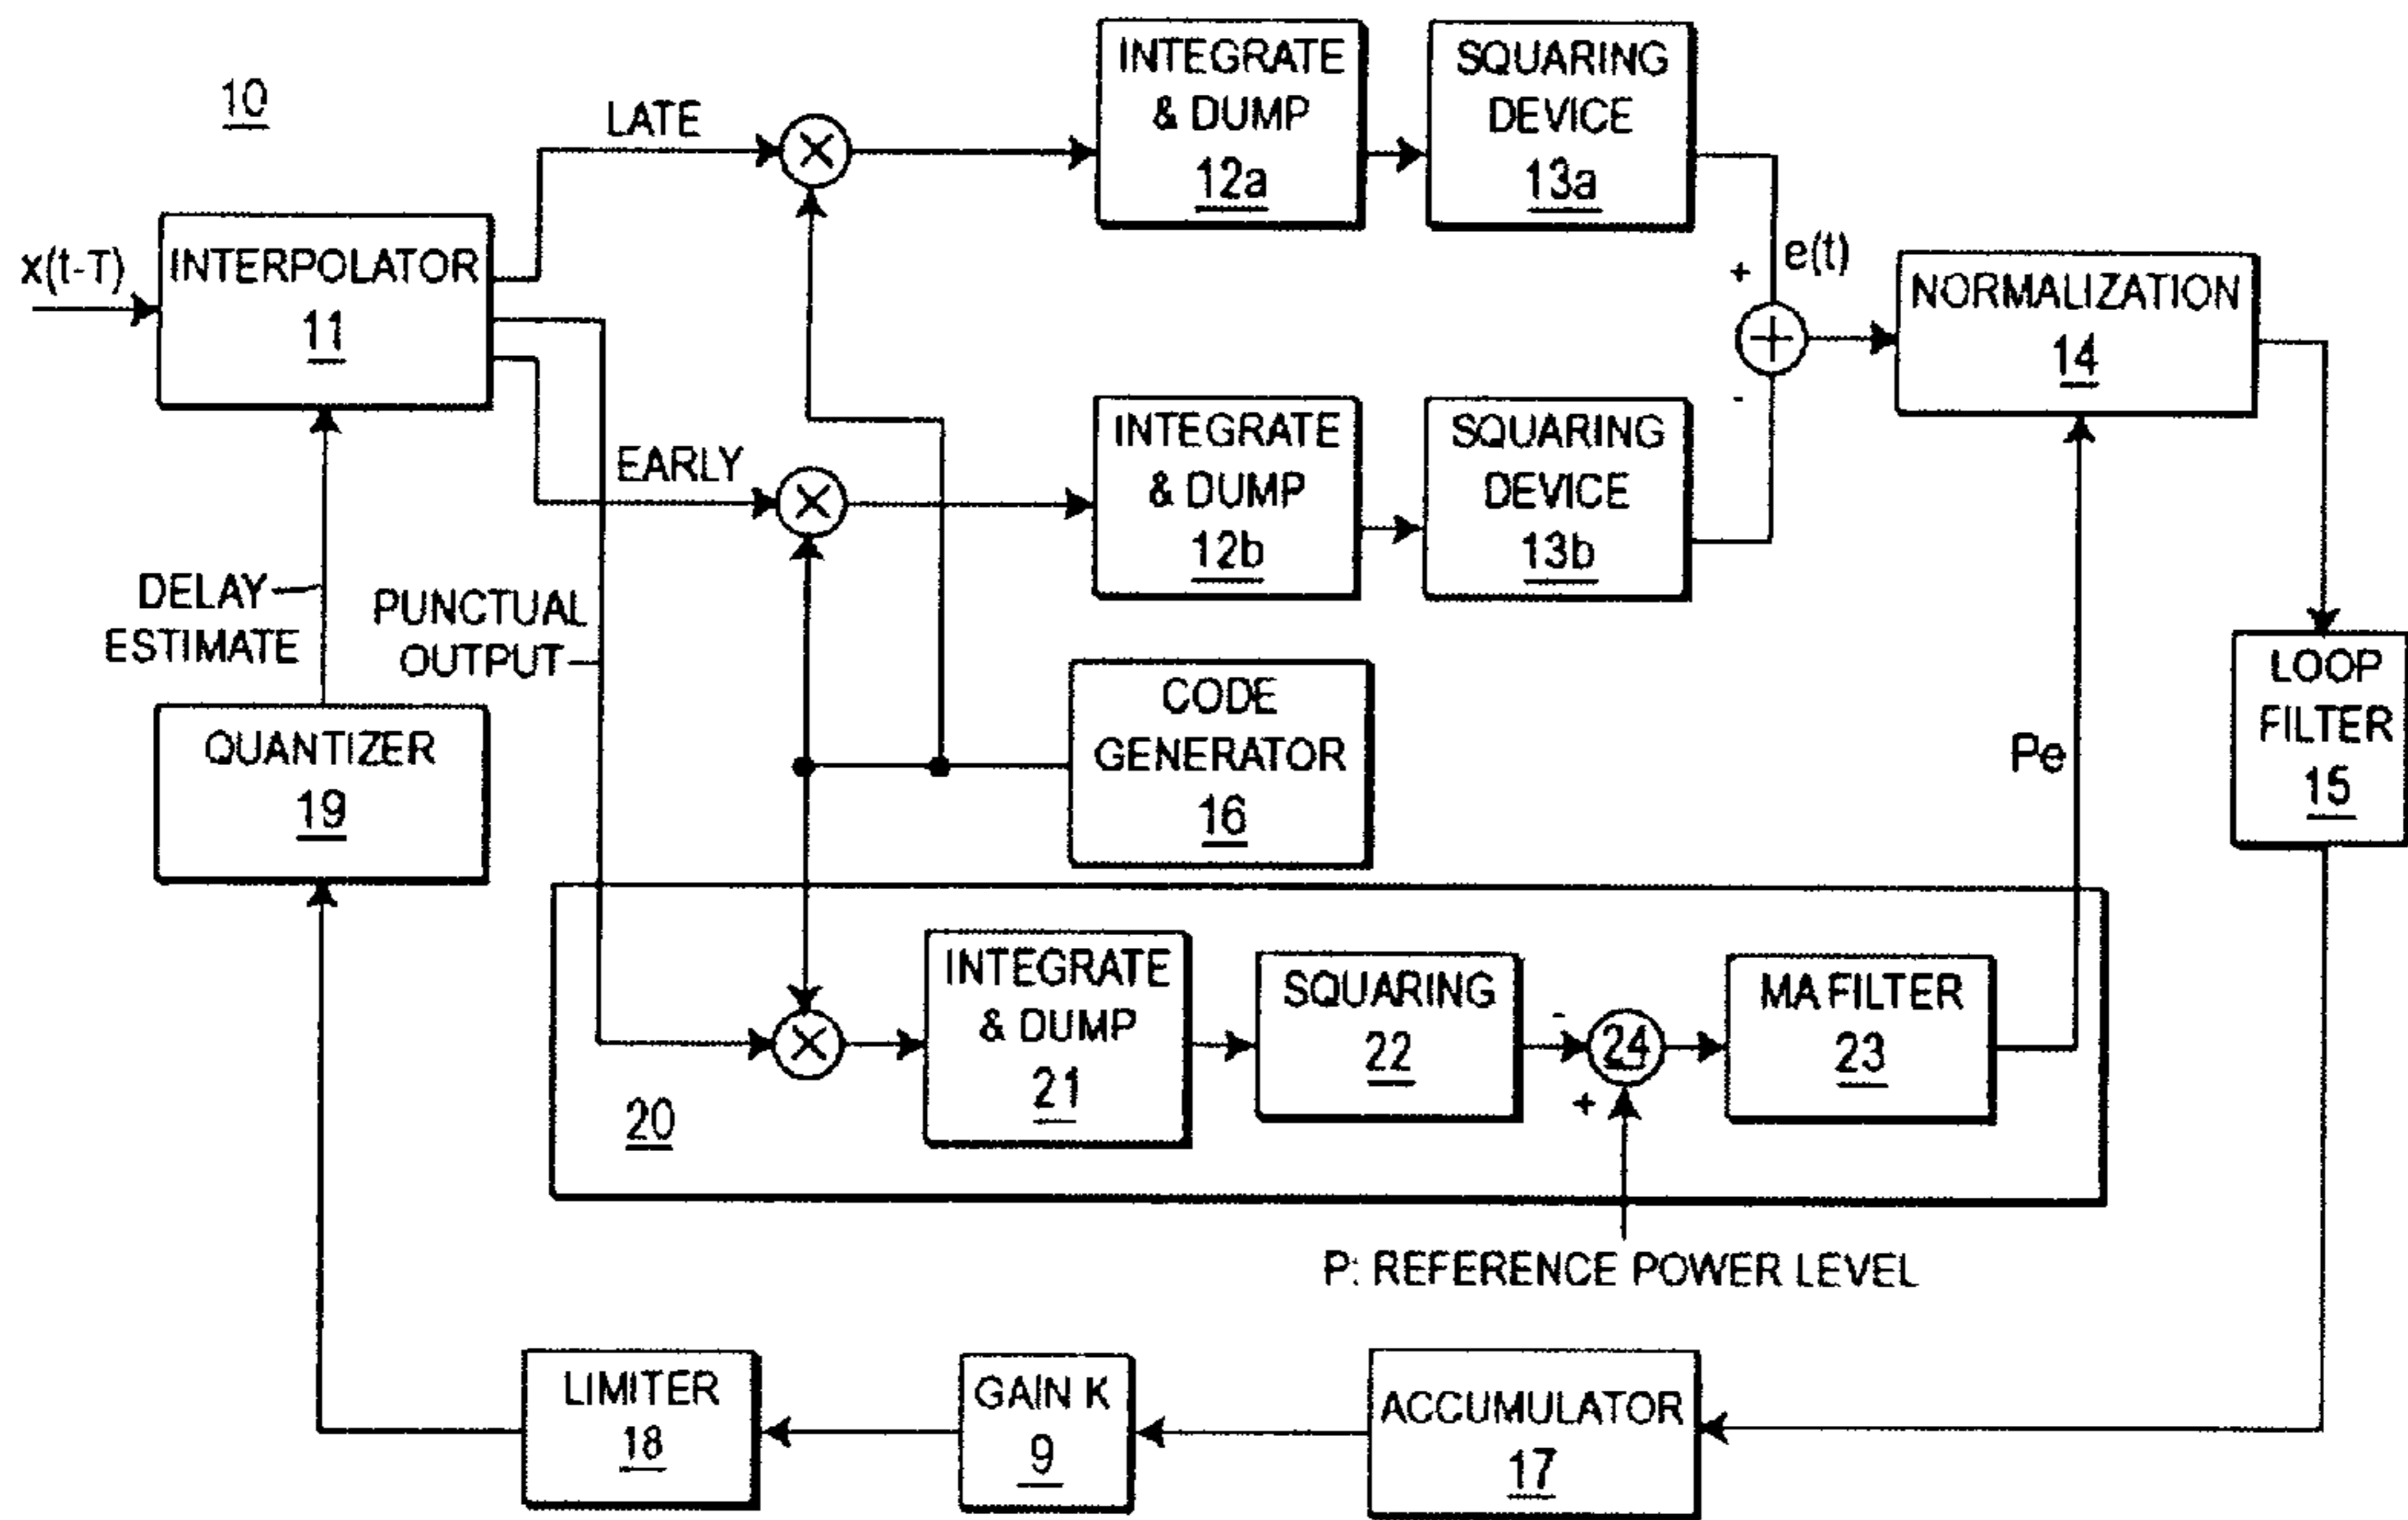 10
LATE
INTEGRATE
& DUMP
12a
SQUARING
DEVICE
13a
x(t-T)
INTERPOLATOR
11
+
e(t)
-
NORMALIZATION
14
EARLY
INTEGRATE
& DUMP
12b
SQUARING
DEVICE
13b
DELAY
ESTIMATE
PUNCTUAL
OUTPUT
CODE
GENERATOR
16
LOOP
FILTER
15
QUANTIZER
19
Pe
INTEGRATE
& DUMP
21
SQUARING
22
-
24
+
MA FILTER
23
20
P: REFERENCE POWER LEVEL
LIMITER
18
GAIN K
9
ACCUMULATOR
17